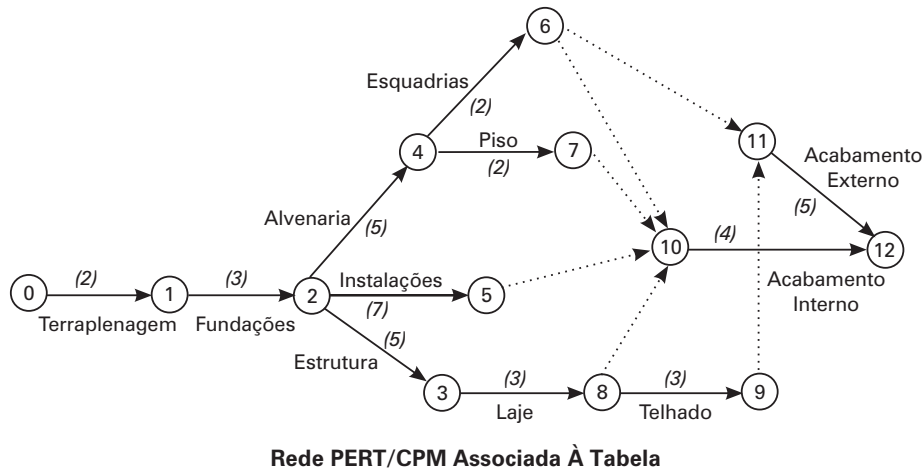 6
Esquadrias
(2)
4
Piso
(2)
7
11
Acabamento
Externo
(5)
Alvenaria
(5)
10
(4)
12
Acabamento
Interno
0
(2)
Terraplenagem
1
(3)
Fundações
2
Instalações
(7)
5
Estrutura
(5)
3
(3)
Laje
8
(3)
Telhado
9
Rede PERT/CPM Associada À Tabela